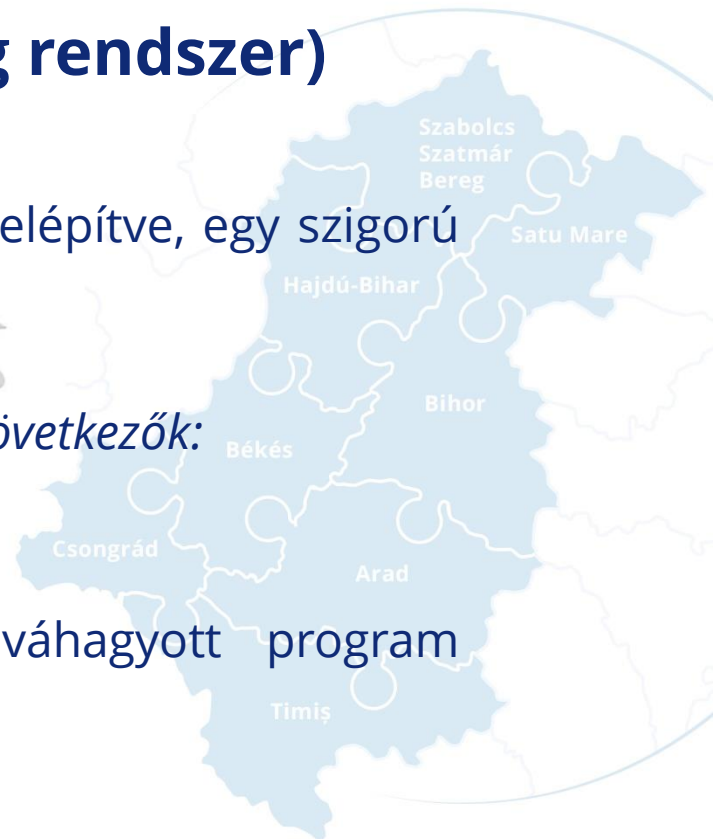 g rendszer)
Szabolcs
Szatmár
Bereg
elépítve, egy szigorú
Satu Mare
Hajdú-Bihar
Bihor
övetkezők:
Békés
Csongrád
Arad
váhagyott program
Timiș